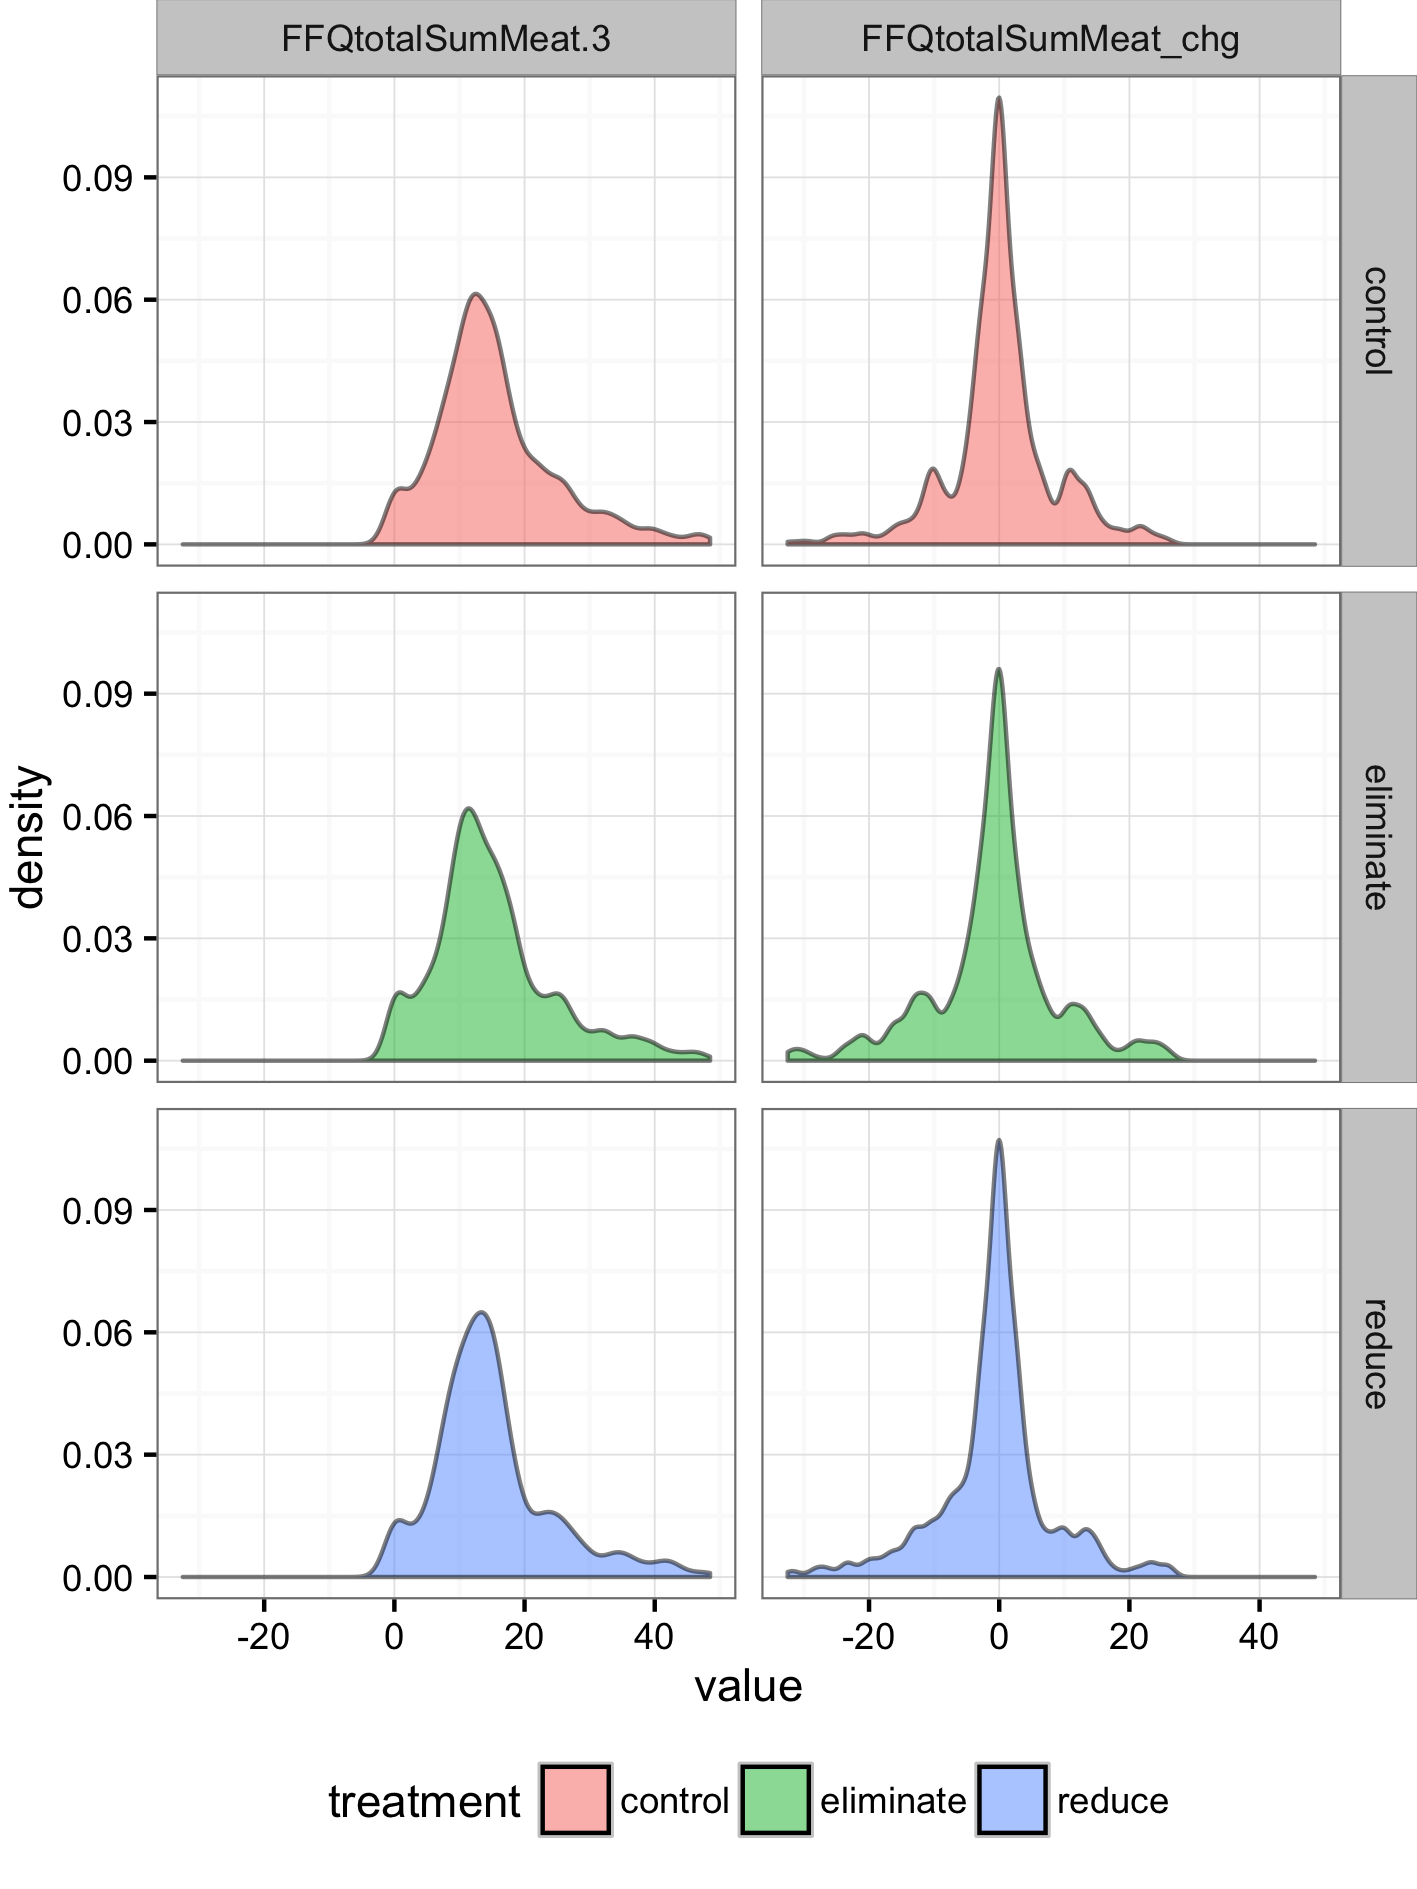 FFQtotalSumMeat.3 FFQtotalSumMeat_chg
0.09
0.06
0.03
0.00
control
0.09
0.06
0.03
0.00
eliminate
density
0.09
0.06
0.03
0.00
reduce
-20 0 20 40 -20 0 20 40
value
treatment control eliminate reduce